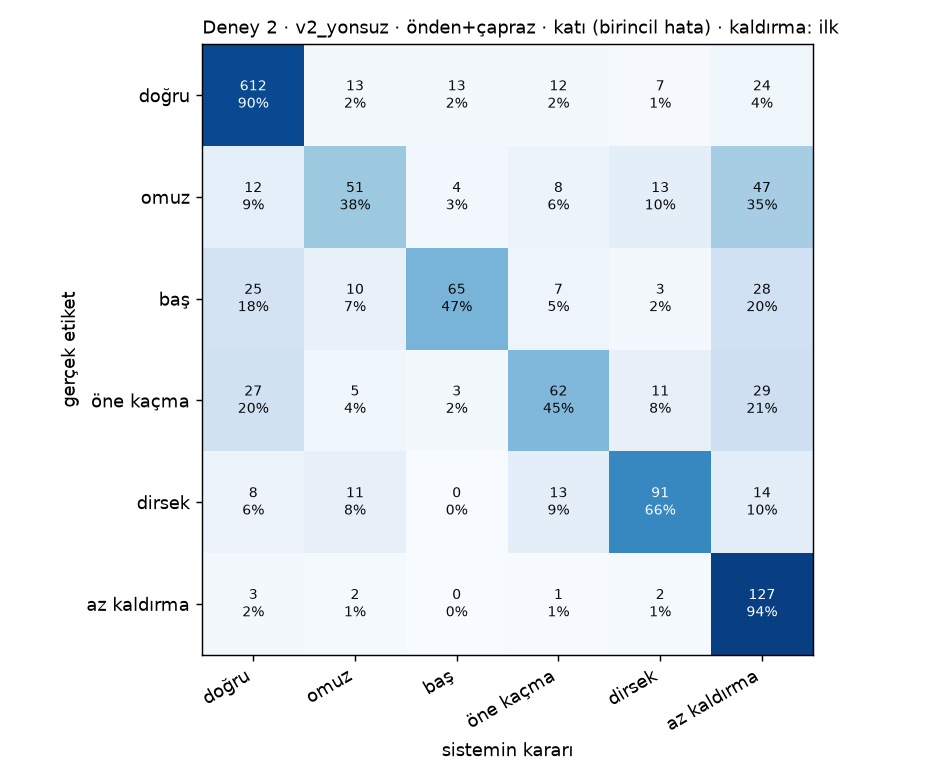 Deney 2 · v2_yonsuz · önden+çapraz · katı (birincil hata) · kaldırma: ilk
gerçek etiket
doğru
612 13 13 12 7 24
90% 2% 2% 2% 1% 4%
omuz
12 51 4 8 13 47
9% 38% 3% 6% 10% 35%
baş
25 10 65 7 3 28
18% 7% 47% 5% 2% 20%
öne kaçma
27 5 3 62 11 29
20% 4% 2% 45% 8% 21%
dirsek
8 11 0 13 91 14
6% 8% 0% 9% 66% 10%
az kaldırma
3 2 0 1 2 127
2% 1% 0% 1% 1% 94%
doğru omuz baş öne kaçma dirsek az kaldırma
sistemin kararı